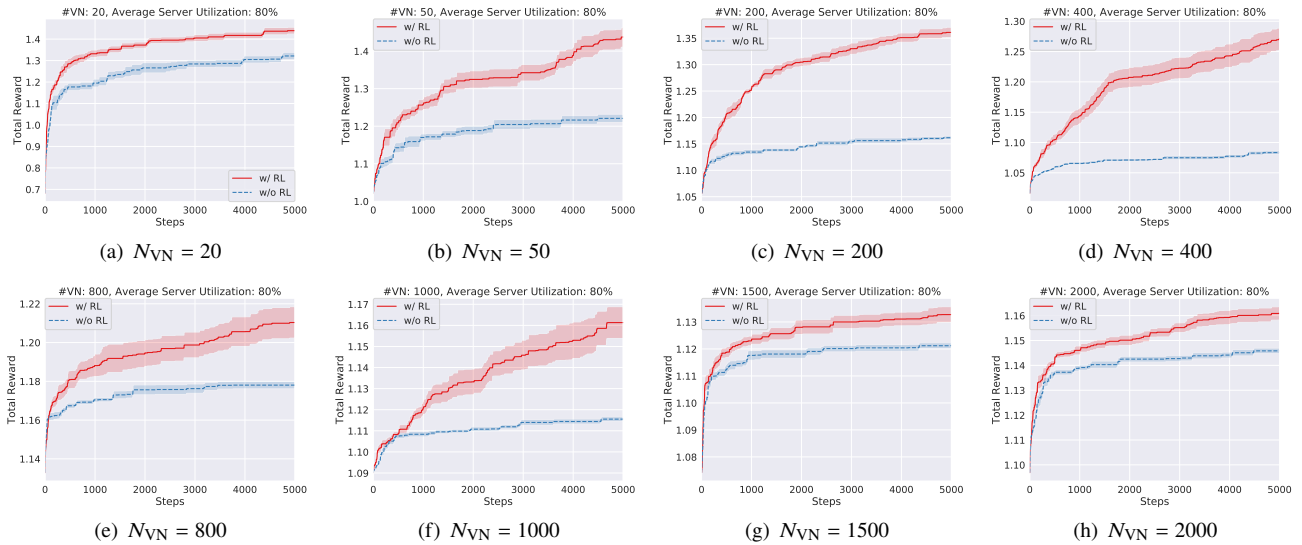 #VN: 20, Average Server Utilization: 80%
Total Reward
1.4
1.3
1.2
1.1
1.0
0.9
0.8
0.7
w/ RL
w/o RL
0 1000 2000 3000 4000 5000
Steps
(a) N_VN = 20
#VN: 50, Average Server Utilization: 80%
w/ RL
w/o RL
Total Reward
1.4
1.3
1.2
1.1
1.0
0 1000 2000 3000 4000 5000
Steps
(b) N_VN = 50
#VN: 200, Average Server Utilization: 80%
w/ RL
w/o RL
Total Reward
1.35
1.30
1.25
1.20
1.15
1.10
1.05
0 1000 2000 3000 4000 5000
Steps
(c) N_VN = 200
#VN: 400, Average Server Utilization: 80%
w/ RL
w/o RL
Total Reward
1.30
1.25
1.20
1.15
1.10
1.05
0 1000 2000 3000 4000 5000
Steps
(d) N_VN = 400
#VN: 800, Average Server Utilization: 80%
w/ RL
w/o RL
Total Reward
1.22
1.20
1.18
1.16
1.14
0 1000 2000 3000 4000 5000
Steps
(e) N_VN = 800
#VN: 1000, Average Server Utilization: 80%
w/ RL
w/o RL
Total Reward
1.17
1.16
1.15
1.14
1.13
1.12
1.11
1.10
1.09
0 1000 2000 3000 4000 5000
Steps
(f) N_VN = 1000
#VN: 1500, Average Server Utilization: 80%
w/ RL
w/o RL
Total Reward
1.13
1.12
1.11
1.10
1.09
1.08
0 1000 2000 3000 4000 5000
Steps
(g) N_VN = 1500
#VN: 2000, Average Server Utilization: 80%
w/ RL
w/o RL
Total Reward
1.16
1.15
1.14
1.13
1.12
1.11
1.10
0 1000 2000 3000 4000 5000
Steps
(h) N_VN = 2000